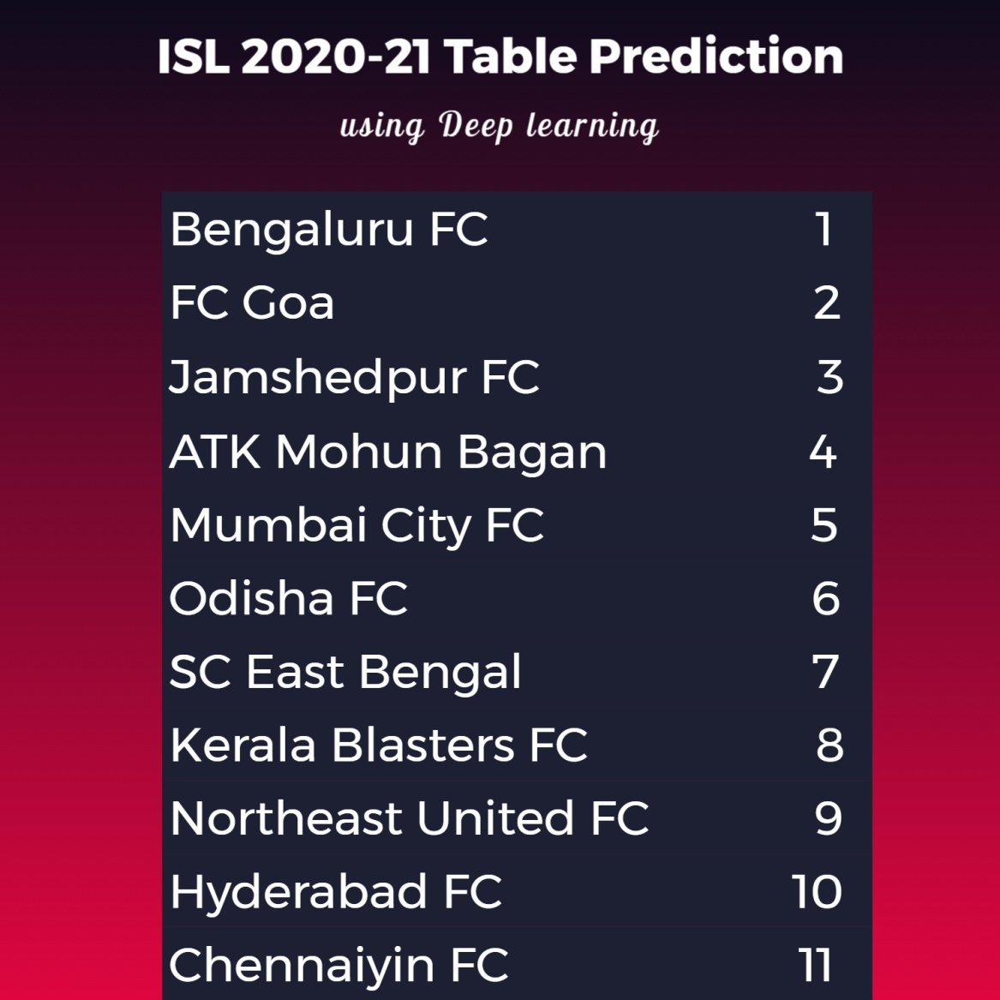 ISL 2020-21 Table Prediction
using Deep learning
Bengaluru FC 1
FC Goa 2
Jamshedpur FC 3
ATK Mohun Bagan 4
Mumbai City FC 5
Odisha FC 6
SC East Bengal 7
Kerala Blasters FC 8
Northeast United FC 9
Hyderabad FC 10
Chennaiyin FC 11